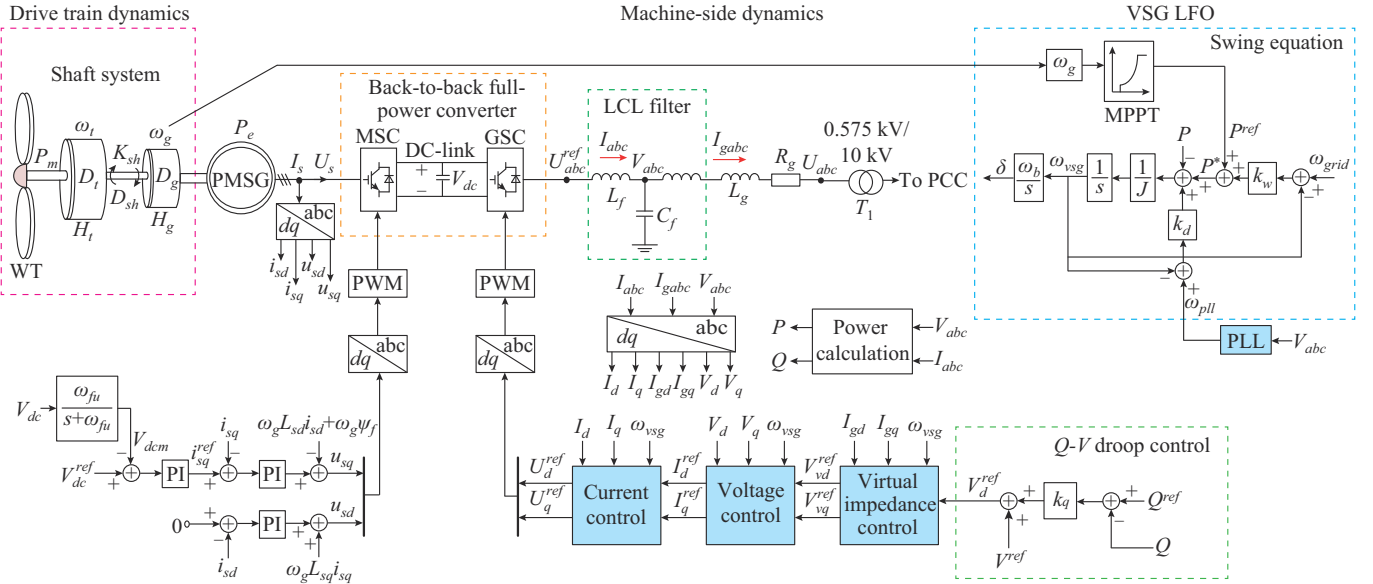 Drive train dynamics
Machine-side dynamics
VSG LFO
Shaft system
ω_t
ω_g
P_m
K_sh
D_t
D_g
D_sh
H_t
H_g
WT
P_e
PMSG
I_s
U_s
abc
dq
i_sd
u_sd
i_sq
u_sq
Back-to-back full-
power converter
MSC
GSC
DC-link
+
−
V_dc
PWM
PWM
abc
dq
abc
dq
U_abc^ref
LCL filter
I_abc
V_abc
I_gabc
L_f
C_f
L_g
R_g
U_abc
0.575 kV/
10 kV
T_1
To PCC
Swing equation
ω_g
MPPT
P
P^ref
P^*
ω_grid
δ
ω_b
s
ω_vsg
1
s
1
J
−
+
+
+
+
k_w
+
−
k_d
−
+
ω_pll
PLL
V_abc
I_abc
I_gabc
V_abc
abc
dq
I_d
I_q
I_gd
I_gq
V_d
V_q
P
Q
Power
calculation
V_abc
I_abc
V_dc
ω_fu
s+ω_fu
V_dcm
V_dc^ref
−
+
PI
i_sq^ref
i_sq
−
+
PI
ω_g L_sd i_sd+ω_g ψ_f
−
+
u_sq
0
+
−
i_sd
PI
+
+
u_sd
ω_g L_sq i_sq
I_d
I_q
ω_vsg
U_d^ref
U_q^ref
Current
control
V_d
V_q
ω_vsg
I_d^ref
I_q^ref
Voltage
control
I_gd
I_gq
ω_vsg
V_vd^ref
V_vq^ref
Virtual
impedance
control
Q-V droop control
V_d^ref
+
+
V^ref
k_q
+
−
Q^ref
Q